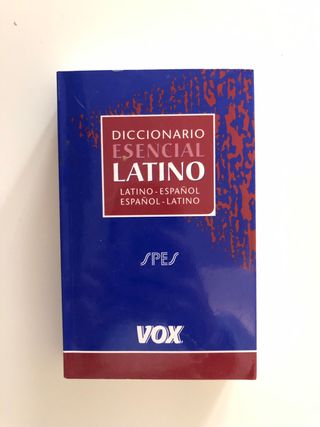 DICCIONARIO
ESENCIAL
LATINO
LATINO - ESPAÑOL
ESPAÑOL - LATINO
SPES
VOX